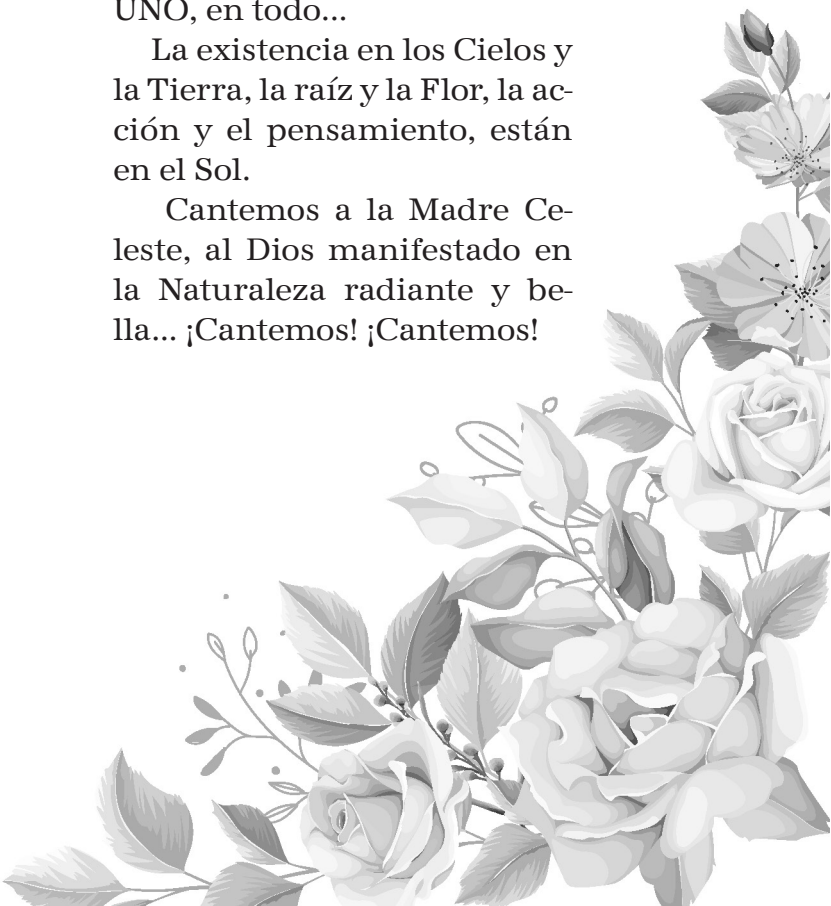 UNO, en todo...
La existencia en los Cielos y
la Tierra, la raíz y la Flor, la ac-
ción y el pensamiento, están
en el Sol.
Cantemos a la Madre Ce-
leste, al Dios manifestado en
la Naturaleza radiante y be-
lla... ¡Cantemos! ¡Cantemos!